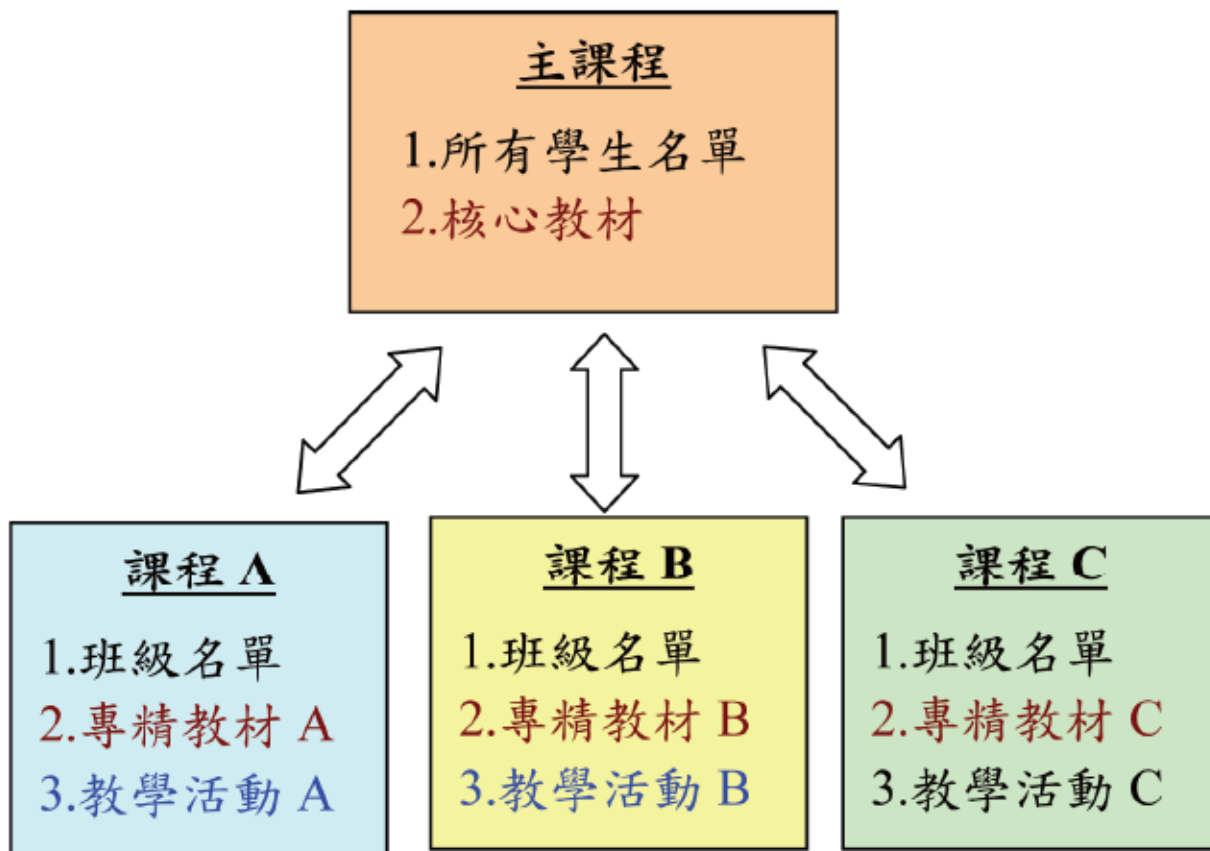 主課程
1.所有學生名單
2.核心教材
課程 A
1.班級名單
2.專精教材 A
3.教學活動 A
課程 B
1.班級名單
2.專精教材 B
3.教學活動 B
課程 C
1.班級名單
2.專精教材 C
3.教學活動 C